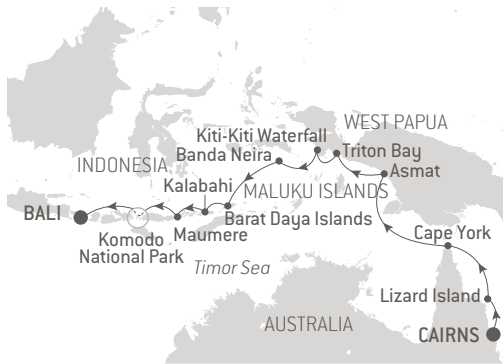 WEST PAPUA
Kiti-Kiti Waterfall
Banda Neira
Triton Bay
INDONESIA
Asmat
Kalabahi
MALUKU ISLANDS
BALI
Barat Daya Islands
Maumere
Cape York
Komodo
National Park
Timor Sea
Lizard Island
AUSTRALIA
CAIRNS